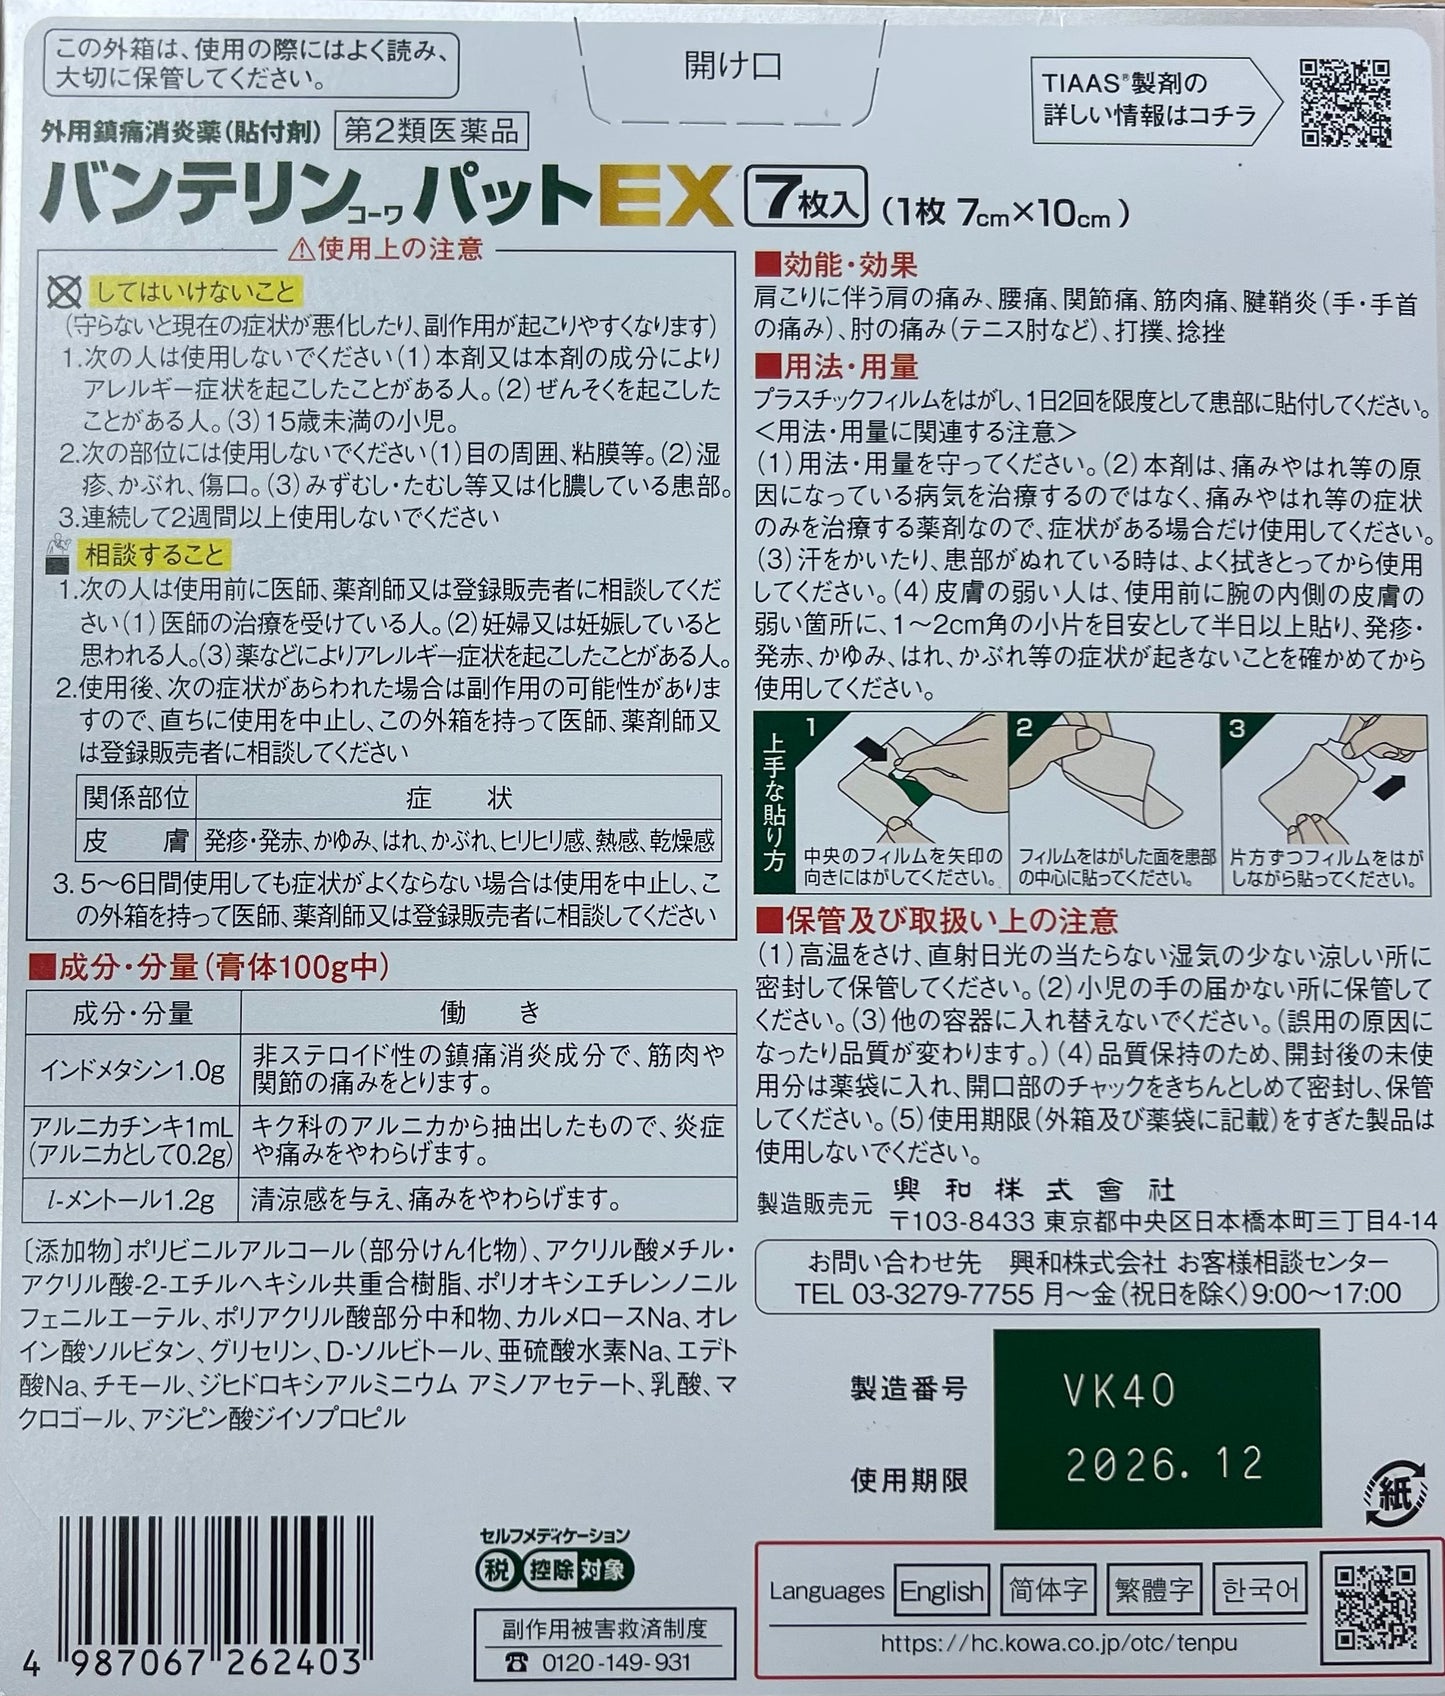 この外箱は、使用の際にはよく読み、
大切に保管してください。
開け口
TIAAS®製剤の
詳しい情報はコチラ
外用鎮痛消炎薬(貼付剤) 第2類医薬品
バンテリンコーワパットEX 7枚入 (1枚 7cm×10cm)
⚠使用上の注意
してはいけないこと
(守らないと現在の症状が悪化したり、副作用が起こりやすくなります)
1.次の人は使用しないでください(1)本剤又は本剤の成分により
アレルギー症状を起こしたことがある人。(2)ぜんそくを起こした
ことがある人。(3)15歳未満の小児。
2.次の部位には使用しないでください(1)目の周囲、粘膜等。(2)湿
疹、かぶれ、傷口。(3)みずむし・たむし等又は化膿している患部。
3.連続して2週間以上使用しないでください
相談すること
1.次の人は使用前に医師、薬剤師又は登録販売者に相談してくだ
さい(1)医師の治療を受けている人。(2)妊婦又は妊娠していると
思われる人。(3)薬などによりアレルギー症状を起こしたことがある人。
2.使用後、次の症状があらわれた場合は副作用の可能性がありま
すので、直ちに使用を中止し、この外箱を持って医師、薬剤師又
は登録販売者に相談してください
関係部位 症状
皮膚 発疹・発赤、かゆみ、はれ、かぶれ、ヒリヒリ感、熱感、乾燥感
3.5〜6日間使用しても症状がよくならない場合は使用を中止し、こ
の外箱を持って医師、薬剤師又は登録販売者に相談してください
■成分・分量(膏体100g中)
成分・分量 働き
インドメタシン1.0g 非ステロイド性の鎮痛消炎成分で、筋肉や
関節の痛みをとります。
アルニカチンキ1mL キク科のアルニカから抽出したもので、炎症
(アルニカとして0.2g) や痛みをやわらげます。
l-メントール1.2g 清涼感を与え、痛みをやわらげます。
〔添加物〕ポリビニルアルコール(部分けん化物)、アクリル酸メチル・
アクリル酸-2-エチルヘキシル共重合樹脂、ポリオキシエチレンノニル
フェニルエーテル、ポリアクリル酸部分中和物、カルメロースNa、オレ
イン酸ソルビタン、グリセリン、D-ソルビトール、亜硫酸水素Na、エデト
酸Na、チモール、ジヒドロキシアルミニウム アミノアセテート、乳酸、マ
クロゴール、アジピン酸ジイソプロピル
4 987067 262403
セルフメディケーション
税 控除 対象
副作用被害救済制度
☎ 0120-149-931
■効能・効果
肩こりに伴う肩の痛み、腰痛、関節痛、筋肉痛、腱鞘炎(手・手首
の痛み)、肘の痛み(テニス肘など)、打撲、捻挫
■用法・用量
プラスチックフィルムをはがし、1日2回を限度として患部に貼付してください。
<用法・用量に関連する注意>
(1)用法・用量を守ってください。(2)本剤は、痛みやはれ等の原
因になっている病気を治療するのではなく、痛みやはれ等の症状
のみを治療する薬剤なので、症状がある場合だけ使用してください。
(3)汗をかいたり、患部がぬれている時は、よく拭きとってから使用
してください。(4)皮膚の弱い人は、使用前に腕の内側の皮膚の
弱い箇所に、1〜2cm角の小片を目安として半日以上貼り、発疹・
発赤、かゆみ、はれ、かぶれ等の症状が起きないことを確かめてから
使用してください。
上手な貼り方
1
中央のフィルムを矢印の
向きにはがしてください。
2
フィルムをはがした面を患部
の中心に貼ってください。
3
片方ずつフィルムをはが
しながら貼ってください。
■保管及び取扱い上の注意
(1)高温をさけ、直射日光の当たらない湿気の少ない涼しい所に
密封して保管してください。(2)小児の手の届かない所に保管して
ください。(3)他の容器に入れ替えないでください。(誤用の原因に
なったり品質が変わります。)(4)品質保持のため、開封後の未使
用分は薬袋に入れ、開口部のチャックをきちんとしめて密封し、保管
してください。(5)使用期限(外箱及び薬袋に記載)をすぎた製品は
使用しないでください。
製造販売元 興和株式會社
〒103-8433 東京都中央区日本橋本町三丁目4-14
お問い合わせ先 興和株式会社 お客様相談センター
TEL 03-3279-7755 月〜金(祝日を除く)9:00〜17:00
製造番号 VK40
使用期限 2026.12
紙
Languages English 简体字 繁體字 한국어
https://hc.kowa.co.jp/otc/tenpu